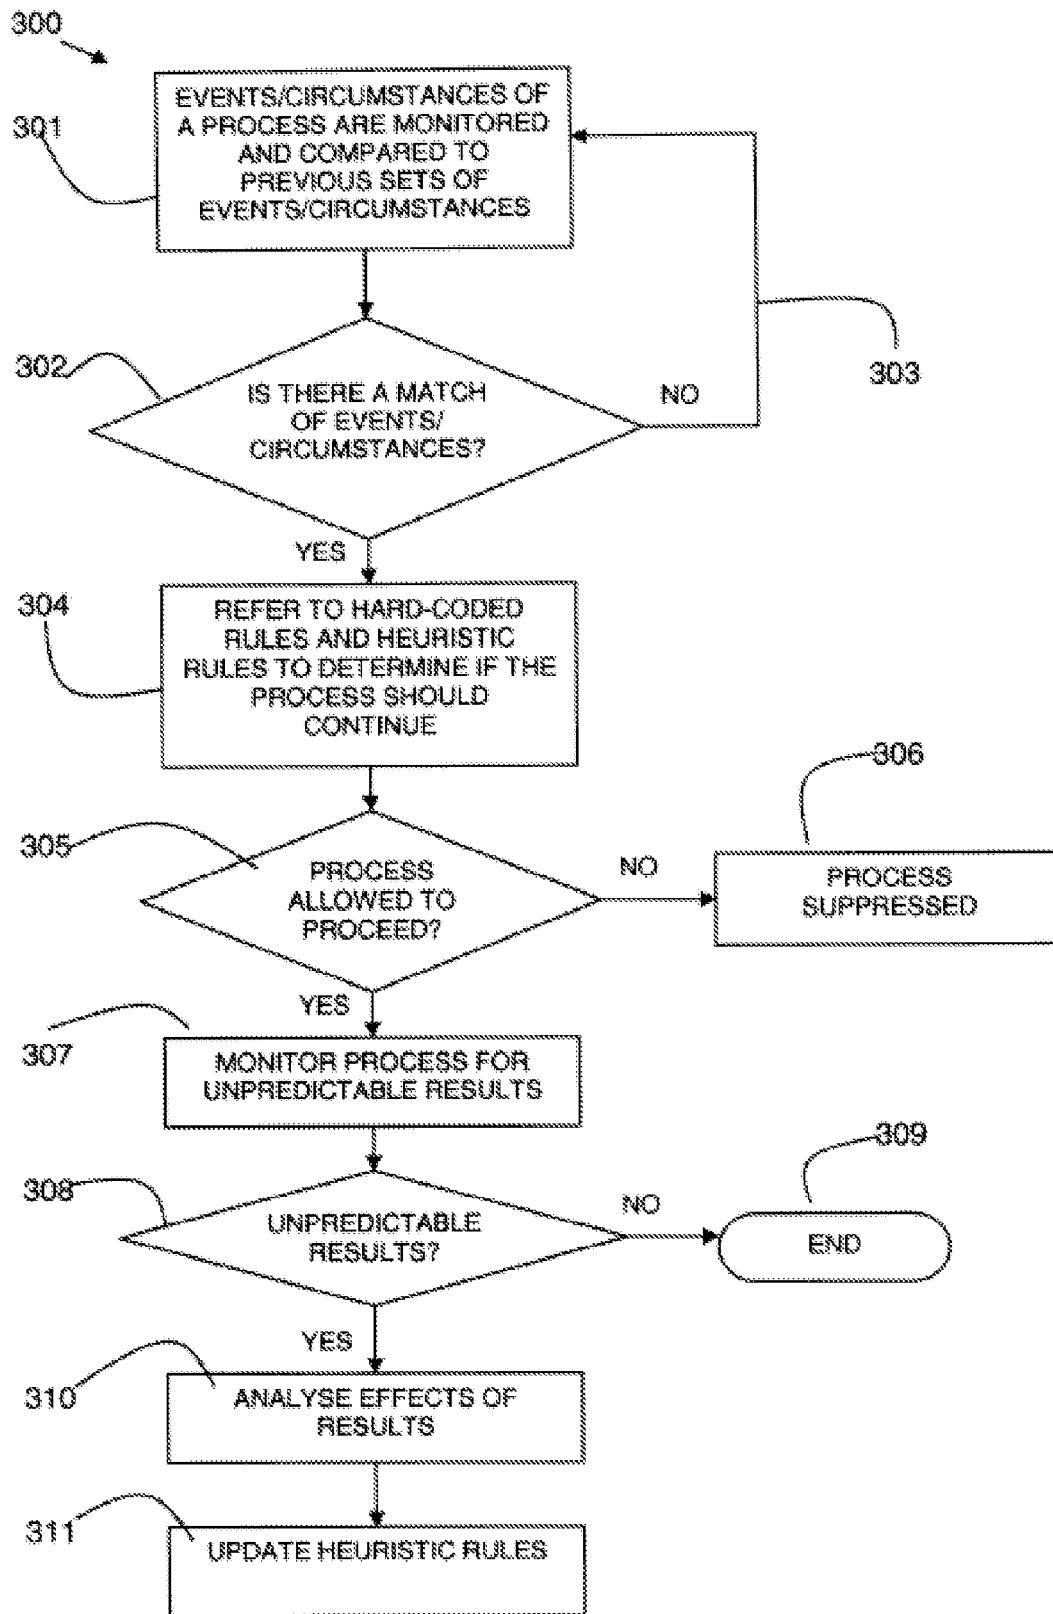 300
301
EVENTS/CIRCUMSTANCES OF
A PROCESS ARE MONITORED
AND COMPARED TO
PREVIOUS SETS OF
EVENTS/CIRCUMSTANCES
302
IS THERE A MATCH
OF EVENTS/
CIRCUMSTANCES?
NO
303
YES
304
REFER TO HARD-CODED
RULES AND HEURISTIC
RULES TO DETERMINE IF THE
PROCESS SHOULD
CONTINUE
305
PROCESS
ALLOWED TO
PROCEED?
NO
306
PROCESS
SUPPRESSED
YES
307
MONITOR PROCESS FOR
UNPREDICTABLE RESULTS
308
UNPREDICTABLE
RESULTS?
NO
309
END
YES
310
ANALYSE EFFECTS OF
RESULTS
311
UPDATE HEURISTIC RULES